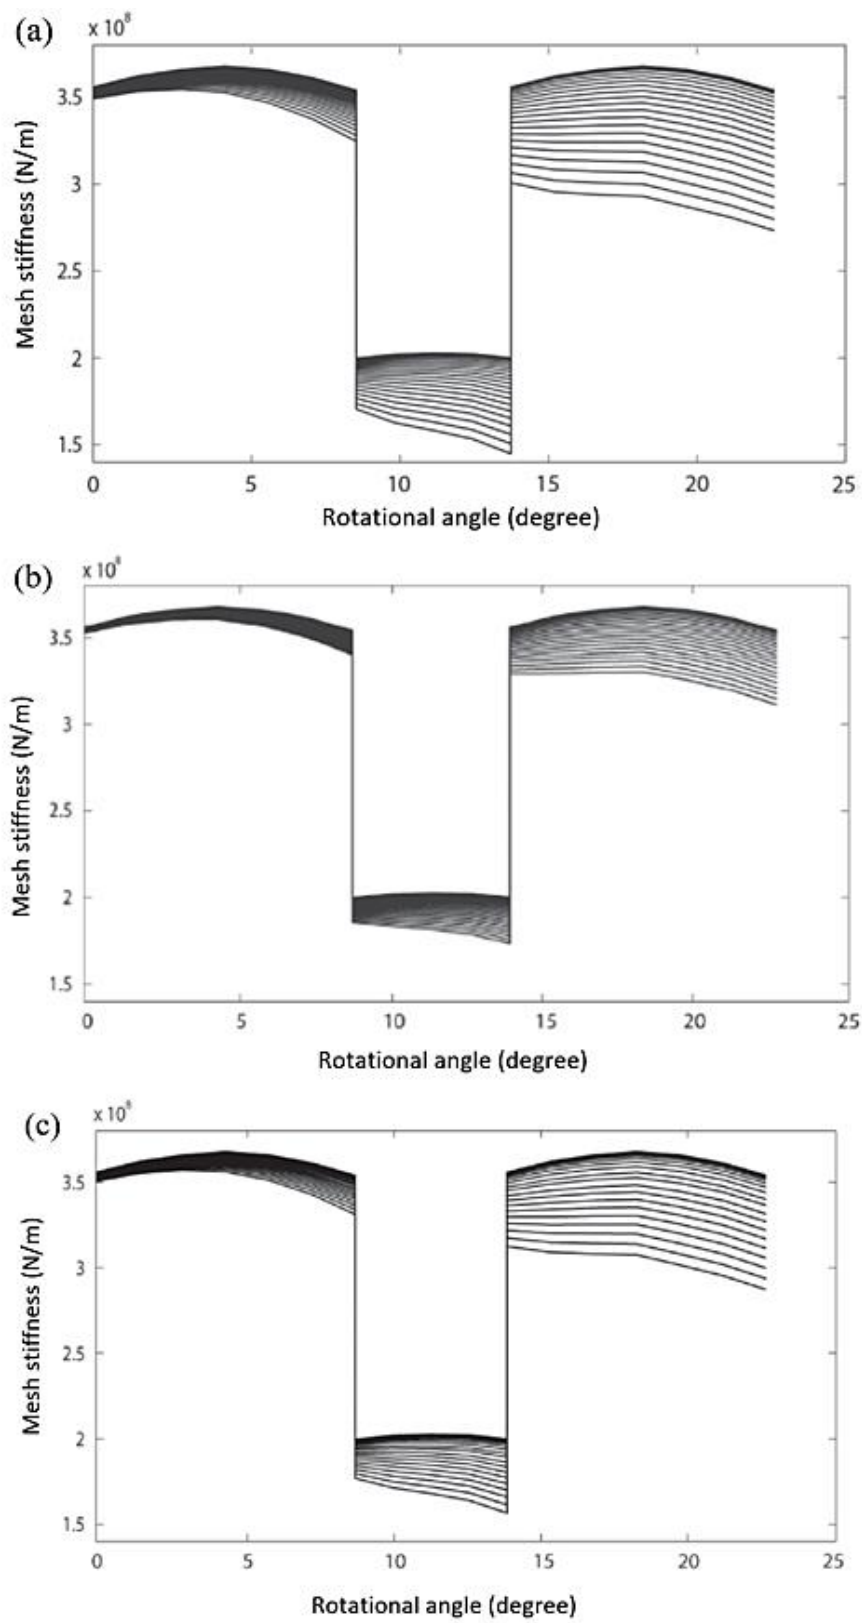 (a)
x 10⁸
3.5
3
2.5
2
1.5
0 5 10 15 20 25
Mesh stiffness (N/m)
Rotational angle (degree)
(b)
x 10⁸
3.5
3
2.5
2
1.5
0 5 10 15 20 25
Mesh stiffness (N/m)
Rotational angle (degree)
(c)
x 10⁸
3.5
3
2.5
2
1.5
0 5 10 15 20 25
Mesh stiffness (N/m)
Rotational angle (degree)